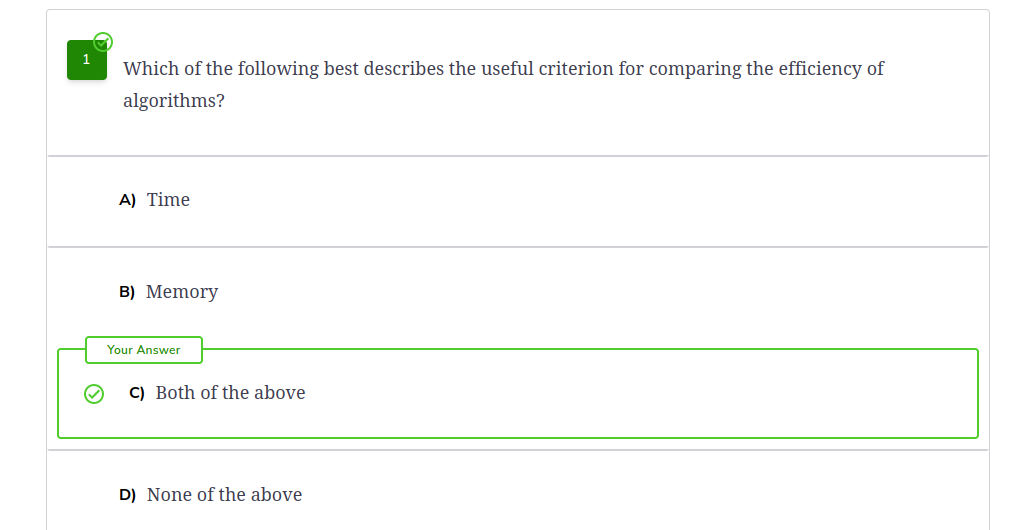 1
Which of the following best describes the useful criterion for comparing the efficiency of
algorithms?
A) Time
B) Memory
Your Answer
C) Both of the above
D) None of the above